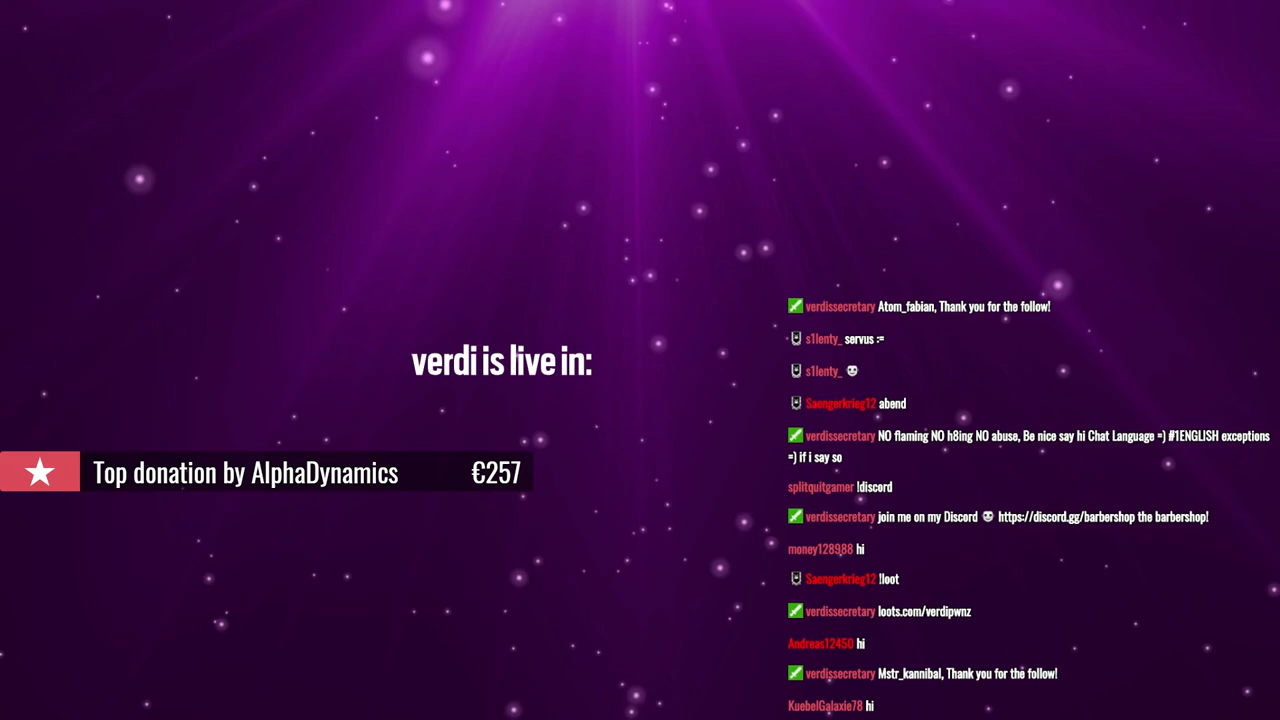 verdissecretary Atom_fabian, Thank you for the follow!
s1lenty_ servus :=
s1lenty_
Saengerkrieg12 abend
verdissecretary NO flaming NO h8ing NO abuse, Be nice say hi Chat Language =) #1ENGLISH exceptions
=) if i say so
splitquitgamer !discord
verdissecretary join me on my Discord https://discord.gg/barbershop the barbershop!
money128988 hi
Saengerkrieg12 !loot
verdissecretary loots.com/verdipwnz
Andreas12450 hi
verdissecretary Mstr_kannibal, Thank you for the follow!
KuebelGalaxie78 hi
verdi is live in:
Top donation by AlphaDynamics €257